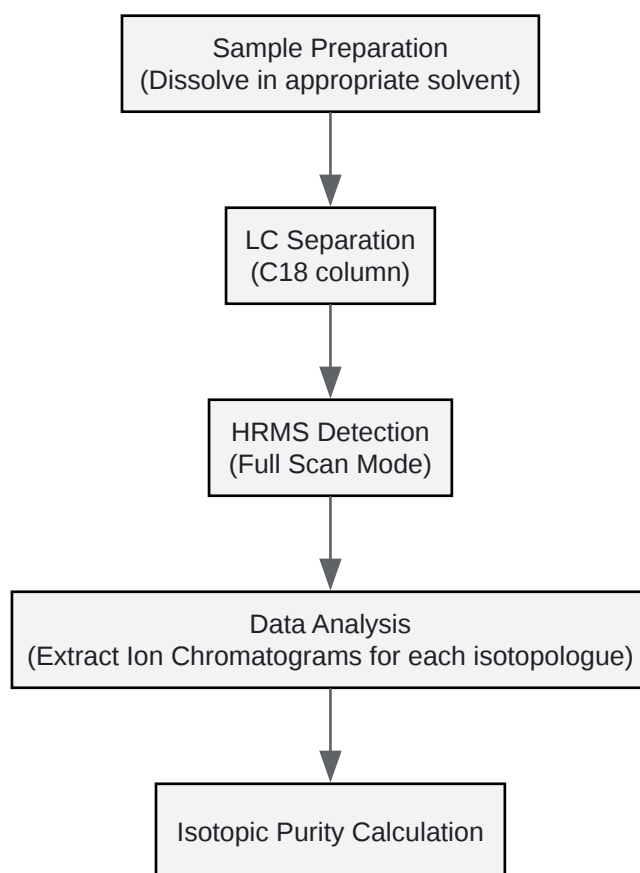 Sample Preparation
(Dissolve in appropriate solvent)
LC Separation
(C18 column)
HRMS Detection
(Full Scan Mode)
Data Analysis
(Extract Ion Chromatograms for each isotopologue)
Isotopic Purity Calculation